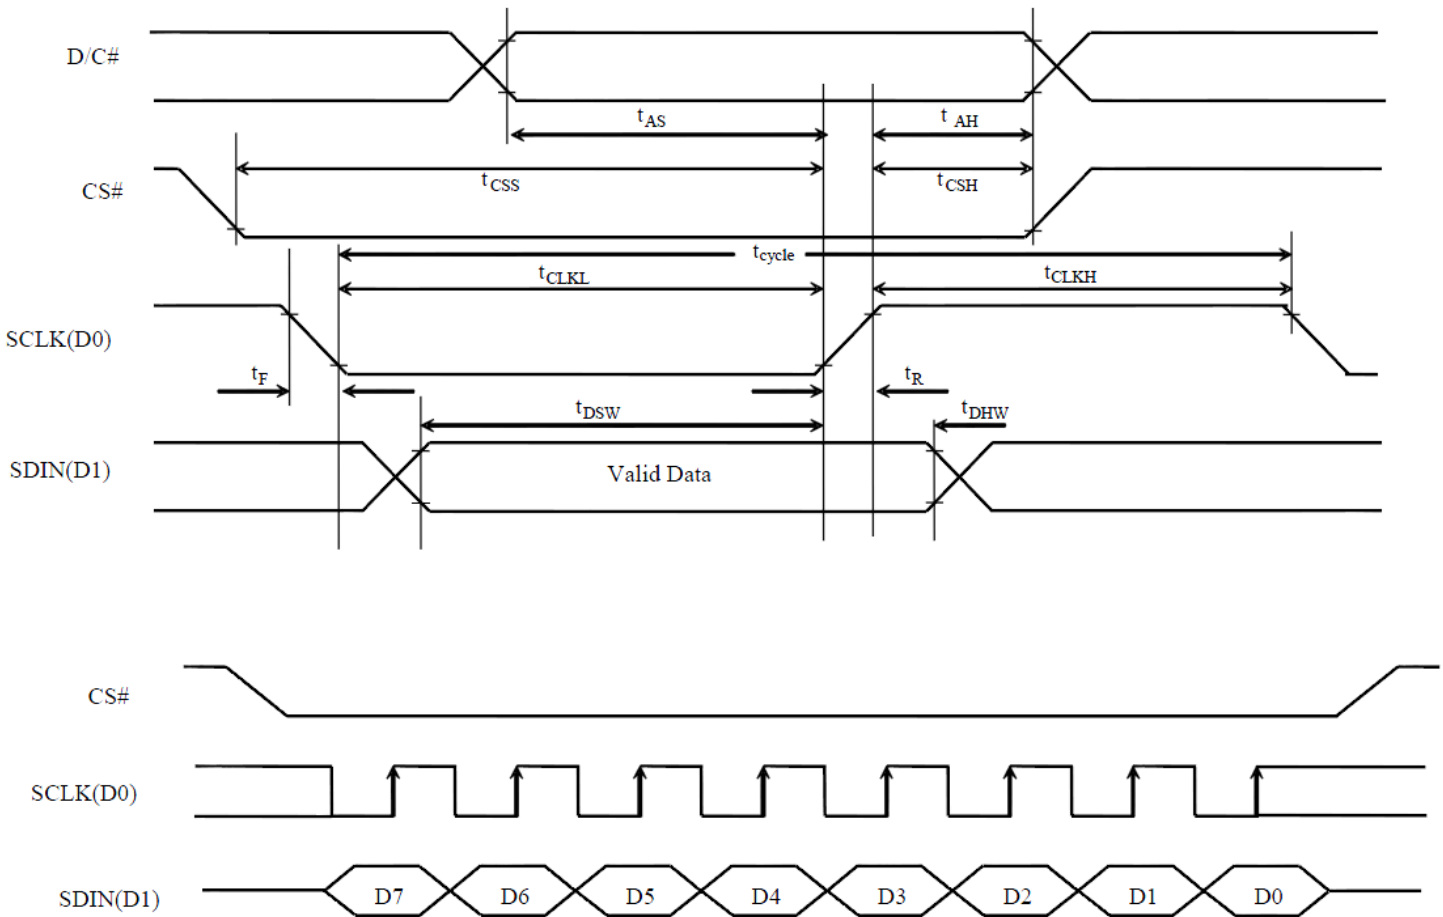 D/C#
tAS
tAH
CS#
tCSS
tCSH
tcycle
tCLKL
tCLKH
SCLK(D0)
tF
tR
tDSW
tDHW
SDIN(D1)
Valid Data
CS#
SCLK(D0)
SDIN(D1)
D7 D6 D5 D4 D3 D2 D1 D0